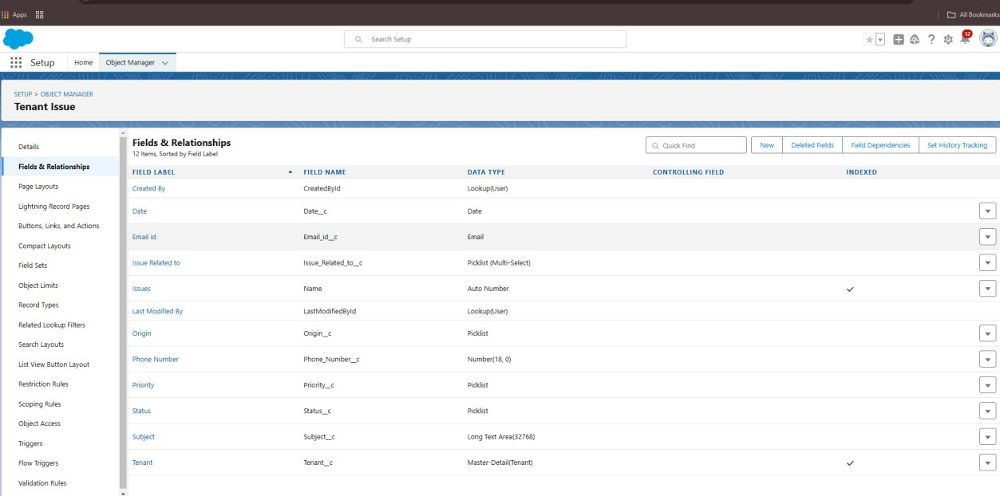 Apps
All Bookmarks
Search Setup
12
Setup Home Object Manager
SETUP > OBJECT MANAGER
Tenant Issue
Details
Fields & Relationships
Page Layouts
Lightning Record Pages
Buttons, Links, and Actions
Compact Layouts
Field Sets
Object Limits
Record Types
Related Lookup Filters
Search Layouts
List View Button Layout
Restriction Rules
Scoping Rules
Object Access
Triggers
Flow Triggers
Validation Rules
Fields & Relationships
12 Items, Sorted by Field Label
Quick Find New Deleted Fields Field Dependencies Set History Tracking
FIELD LABEL FIELD NAME DATA TYPE CONTROLLING FIELD INDEXED
Created By CreatedById Lookup(User)
Date Date__c Date
Email id Email_id__c Email
Issue Related to Issue_Related_to__c Picklist (Multi-Select)
Issues Name Auto Number
Last Modified By LastModifiedById Lookup(User)
Origin Origin__c Picklist
Phone Number Phone_Number__c Number(18, 0)
Priority Priority__c Picklist
Status Status__c Picklist
Subject Subject__c Long Text Area(32768)
Tenant Tenant__c Master-Detail(Tenant)